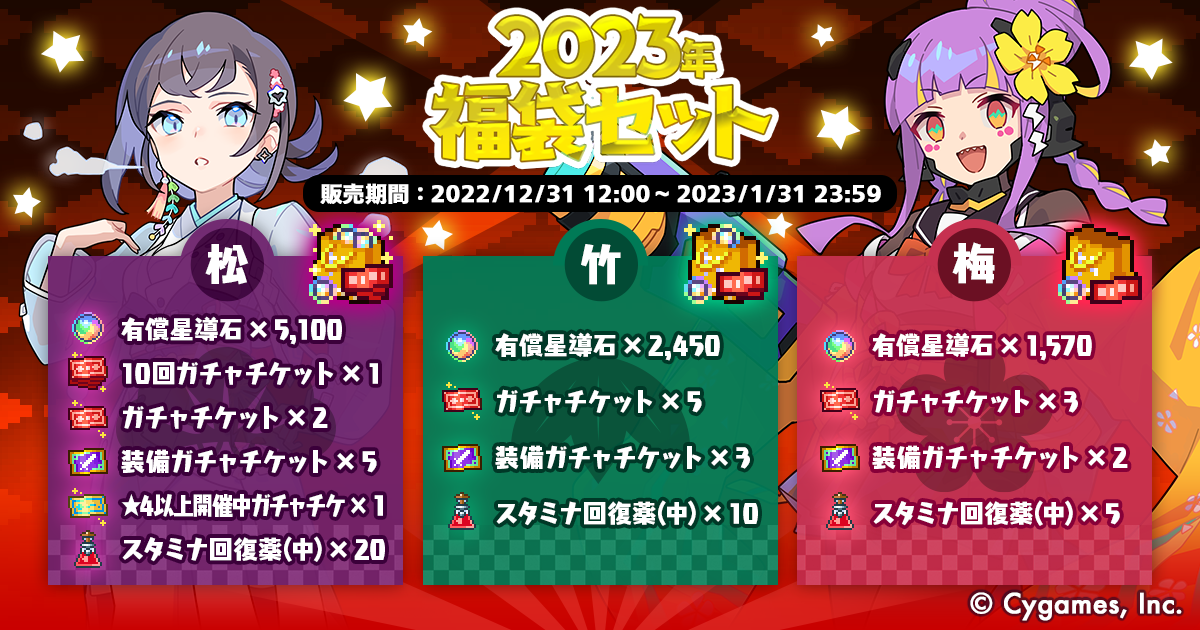 2023年
福袋セット
販売期間：2022/12/31 12:00～2023/1/31 23:59
松
有償星導石×5,100
10回ガチャチケット×1
ガチャチケット×2
装備ガチャチケット×5
★4以上開催中ガチャチケ×1
スタミナ回復薬(中)×20
竹
有償星導石×2,450
ガチャチケット×5
装備ガチャチケット×3
スタミナ回復薬(中)×10
梅
有償星導石×1,570
ガチャチケット×3
装備ガチャチケット×2
スタミナ回復薬(中)×5
© Cygames, Inc.